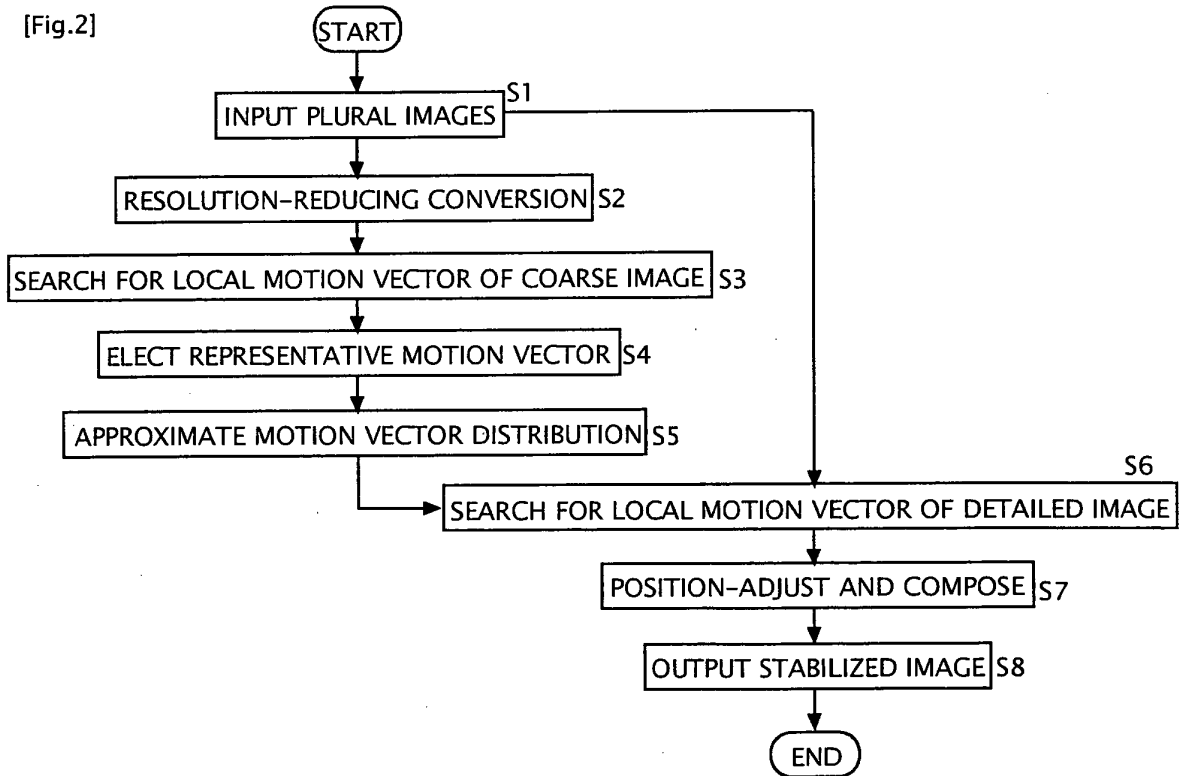 [Fig.2]
START
S1
INPUT PLURAL IMAGES
RESOLUTION-REDUCING CONVERSION S2
SEARCH FOR LOCAL MOTION VECTOR OF COARSE IMAGE S3
ELECT REPRESENTATIVE MOTION VECTOR S4
APPROXIMATE MOTION VECTOR DISTRIBUTION S5
S6
SEARCH FOR LOCAL MOTION VECTOR OF DETAILED IMAGE
POSITION-ADJUST AND COMPOSE S7
OUTPUT STABILIZED IMAGE S8
END